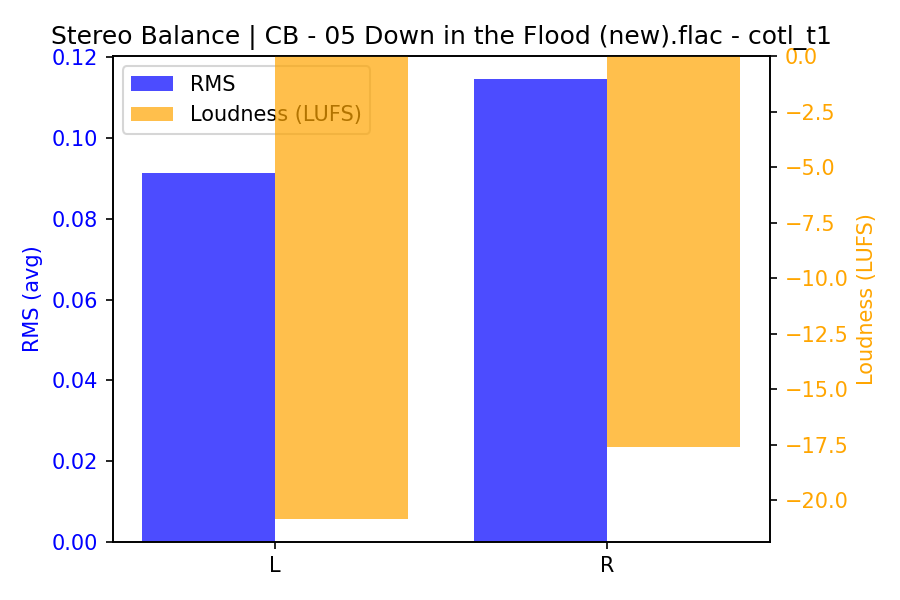 Stereo Balance | CB - 05 Down in the Flood (new).flac - cotl_t1
RMS
Loudness (LUFS)
RMS (avg)
0.12
0.10
0.08
0.06
0.04
0.02
0.00
L
R
0.0
−2.5
−5.0
−7.5
−10.0
−12.5
−15.0
−17.5
−20.0
Loudness (LUFS)